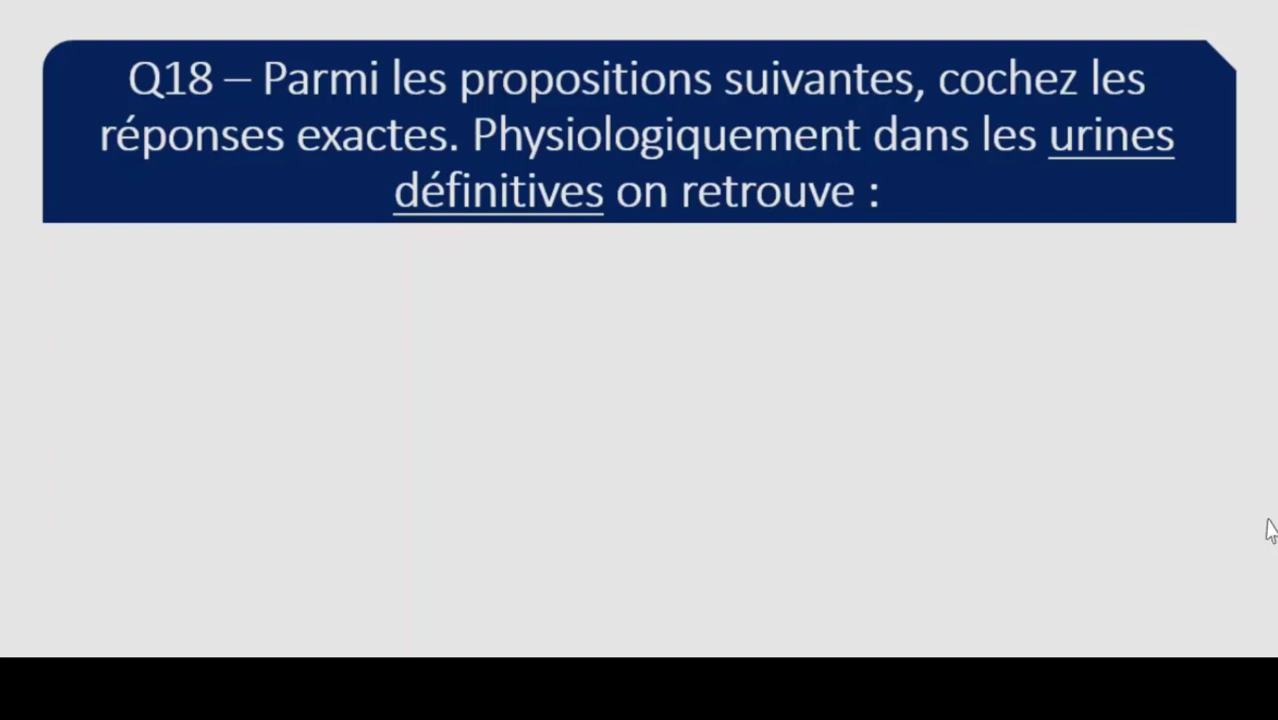 Q18 – Parmi les propositions suivantes, cochez les
réponses exactes. Physiologiquement dans les urines
définitives on retrouve :